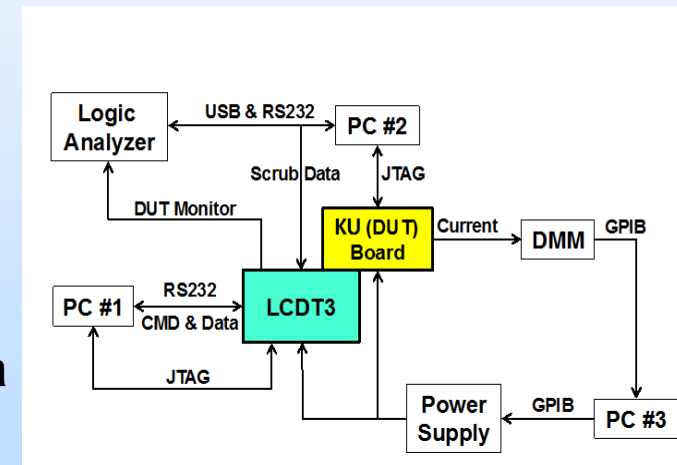 Logic
Analyzer
USB & RS232
PC #2
Scrub Data
JTAG
DUT Monitor
KU (DUT)
Board
Current
DMM
GPIB
PC #1
RS232
CMD & Data
LCDT3
JTAG
a
Power
Supply
GPIB
PC #3